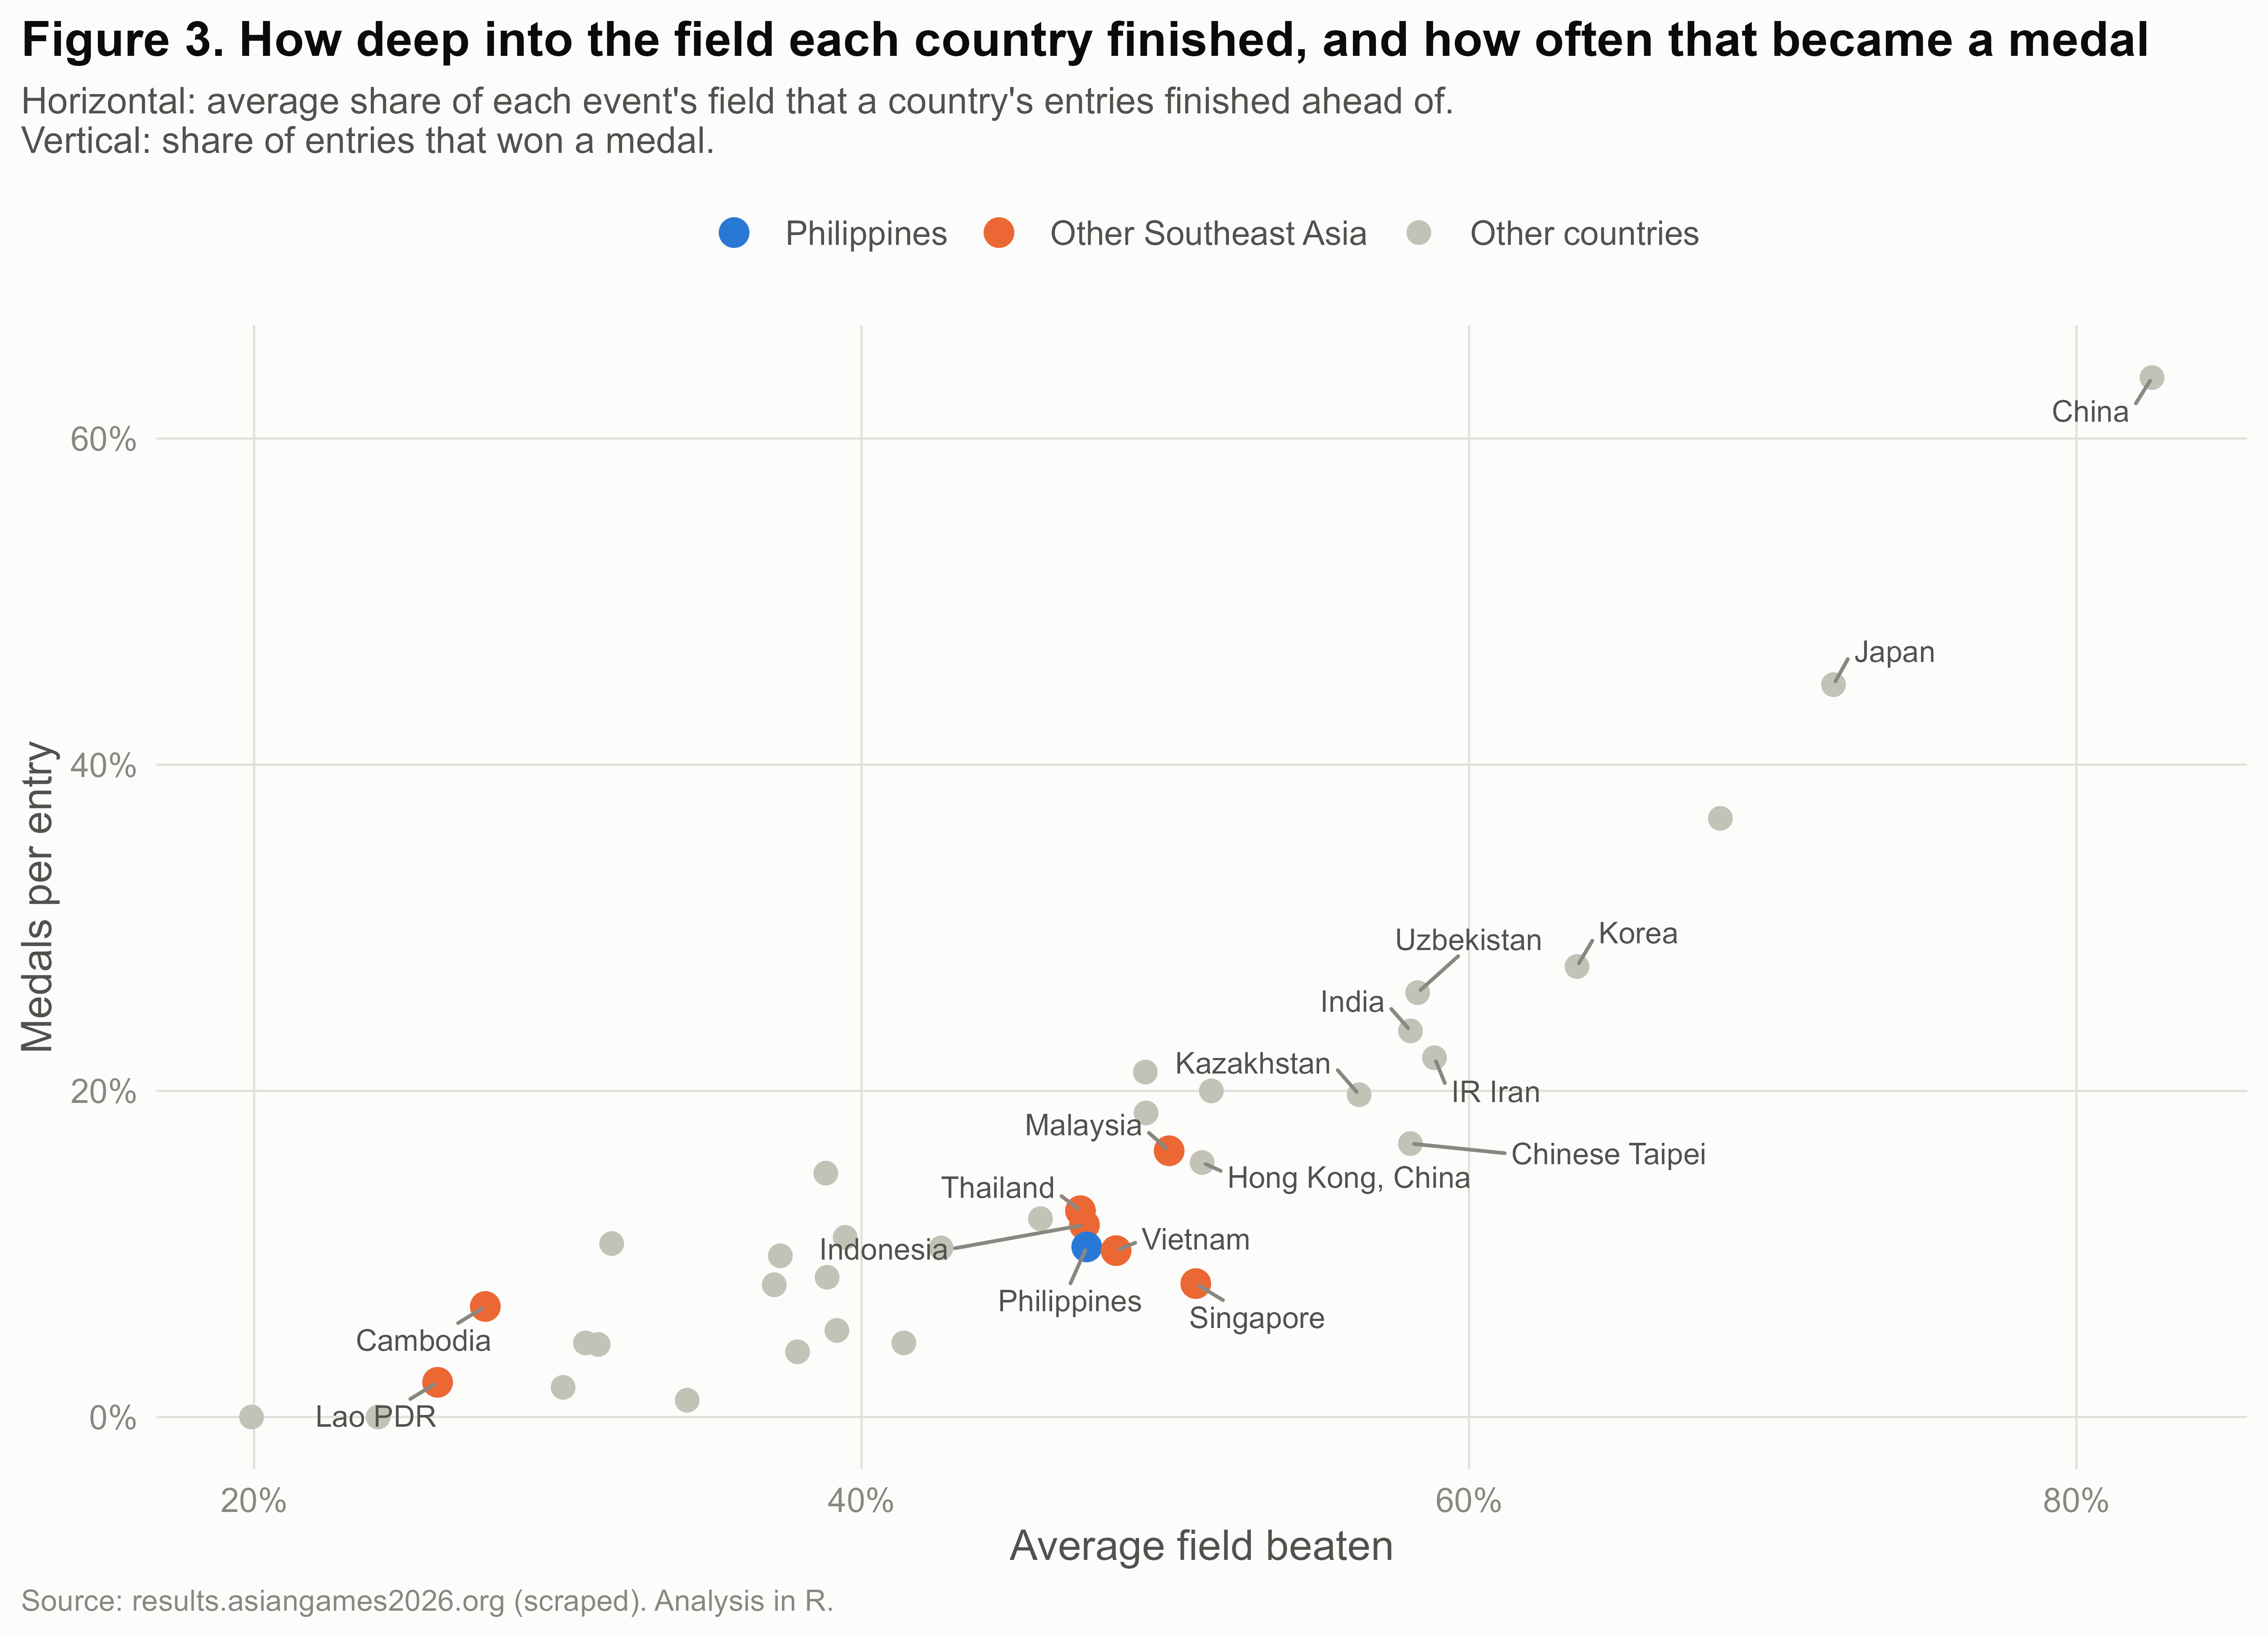 Figure 3. How deep into the field each country finished, and how often that became a medal
Horizontal: average share of each event's field that a country's entries finished ahead of.
Vertical: share of entries that won a medal.
Philippines
Other Southeast Asia
Other countries
Medals per entry
60%
40%
20%
0%
China
Japan
Korea
Uzbekistan
India
Kazakhstan
IR Iran
Malaysia
Chinese Taipei
Hong Kong, China
Thailand
Indonesia
Vietnam
Philippines
Singapore
Cambodia
Lao PDR
20%
40%
60%
80%
Average field beaten
Source: results.asiangames2026.org (scraped). Analysis in R.